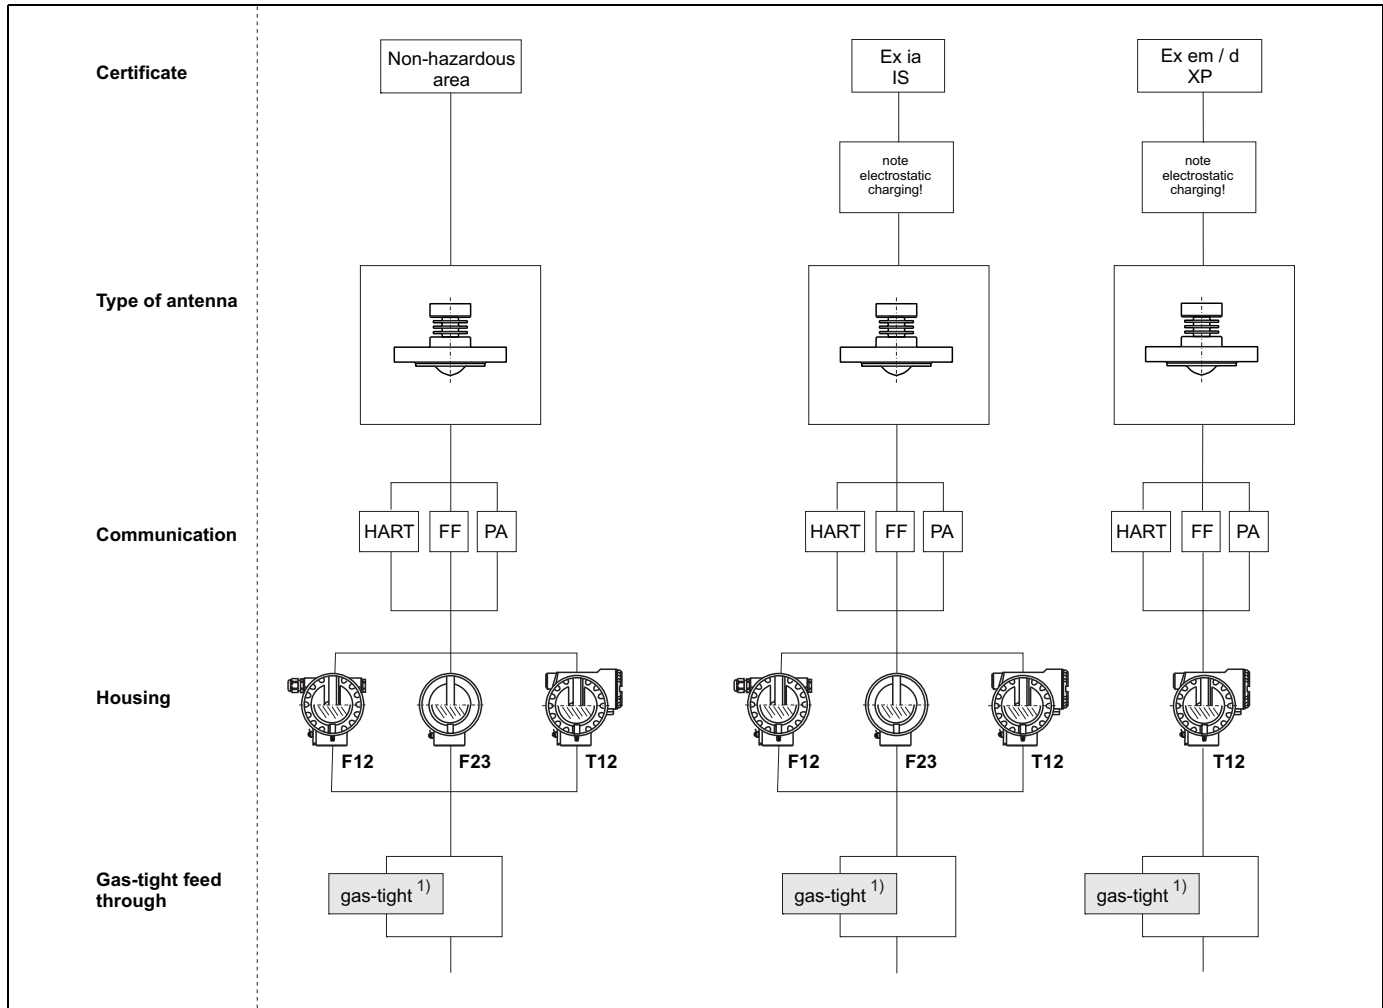 Certificate
Non-hazardous
area
Ex ia
IS
Ex em / d
XP
note
electrostatic
charging!
note
electrostatic
charging!
Type of antenna
Communication
HART
FF
PA
HART
FF
PA
HART
FF
PA
Housing
F12
F23
T12
F12
F23
T12
T12
Gas-tight feed
through
gas-tight 1)
gas-tight 1)
gas-tight 1)